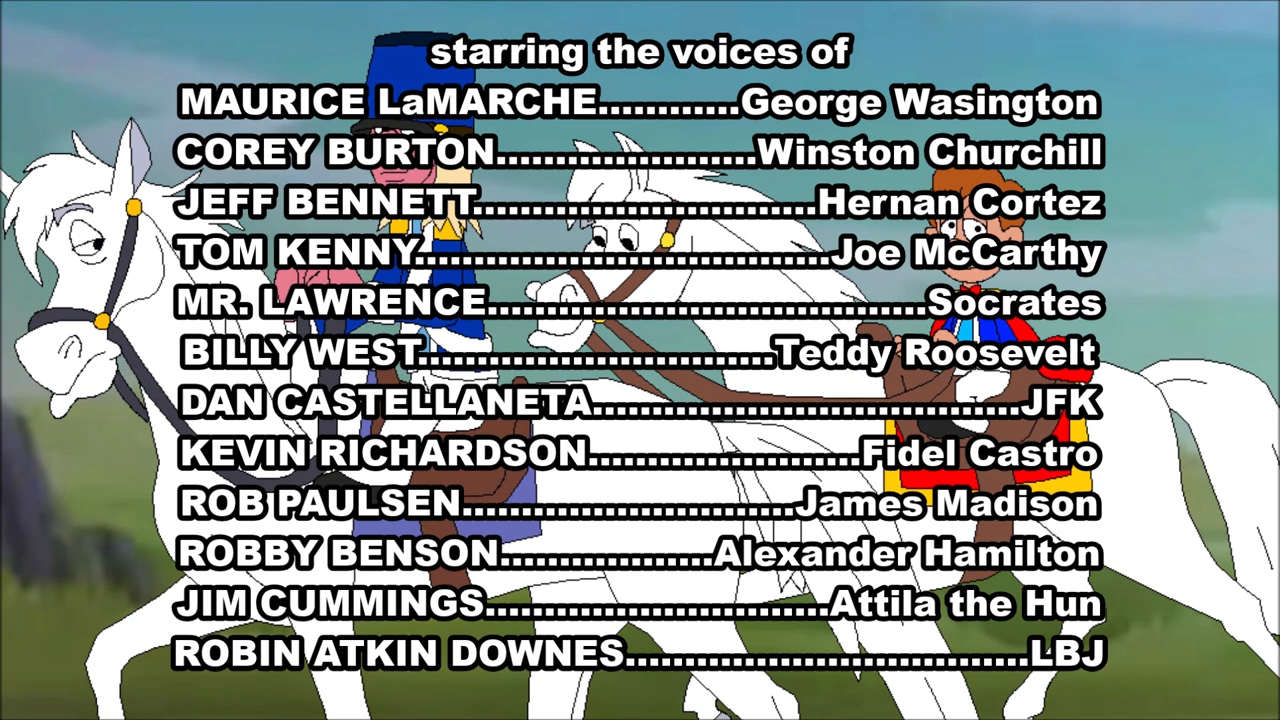 starring the voices of
MAURICE LaMARCHE............George Wasington
COREY BURTON......................Winston Churchill
JEFF BENNETT.............................Hernan Cortez
TOM KENNY...................................Joe McCarthy
MR. LAWRENCE......................................Socrates
BILLY WEST..............................Teddy Roosevelt
DAN CASTELLANETA.....................................JFK
KEVIN RICHARDSON.......................Fidel Castro
ROB PAULSEN............................James Madison
ROBBY BENSON..................Alexander Hamilton
JIM CUMMINGS.............................Attila the Hun
ROBIN ATKIN DOWNES...................................LBJ